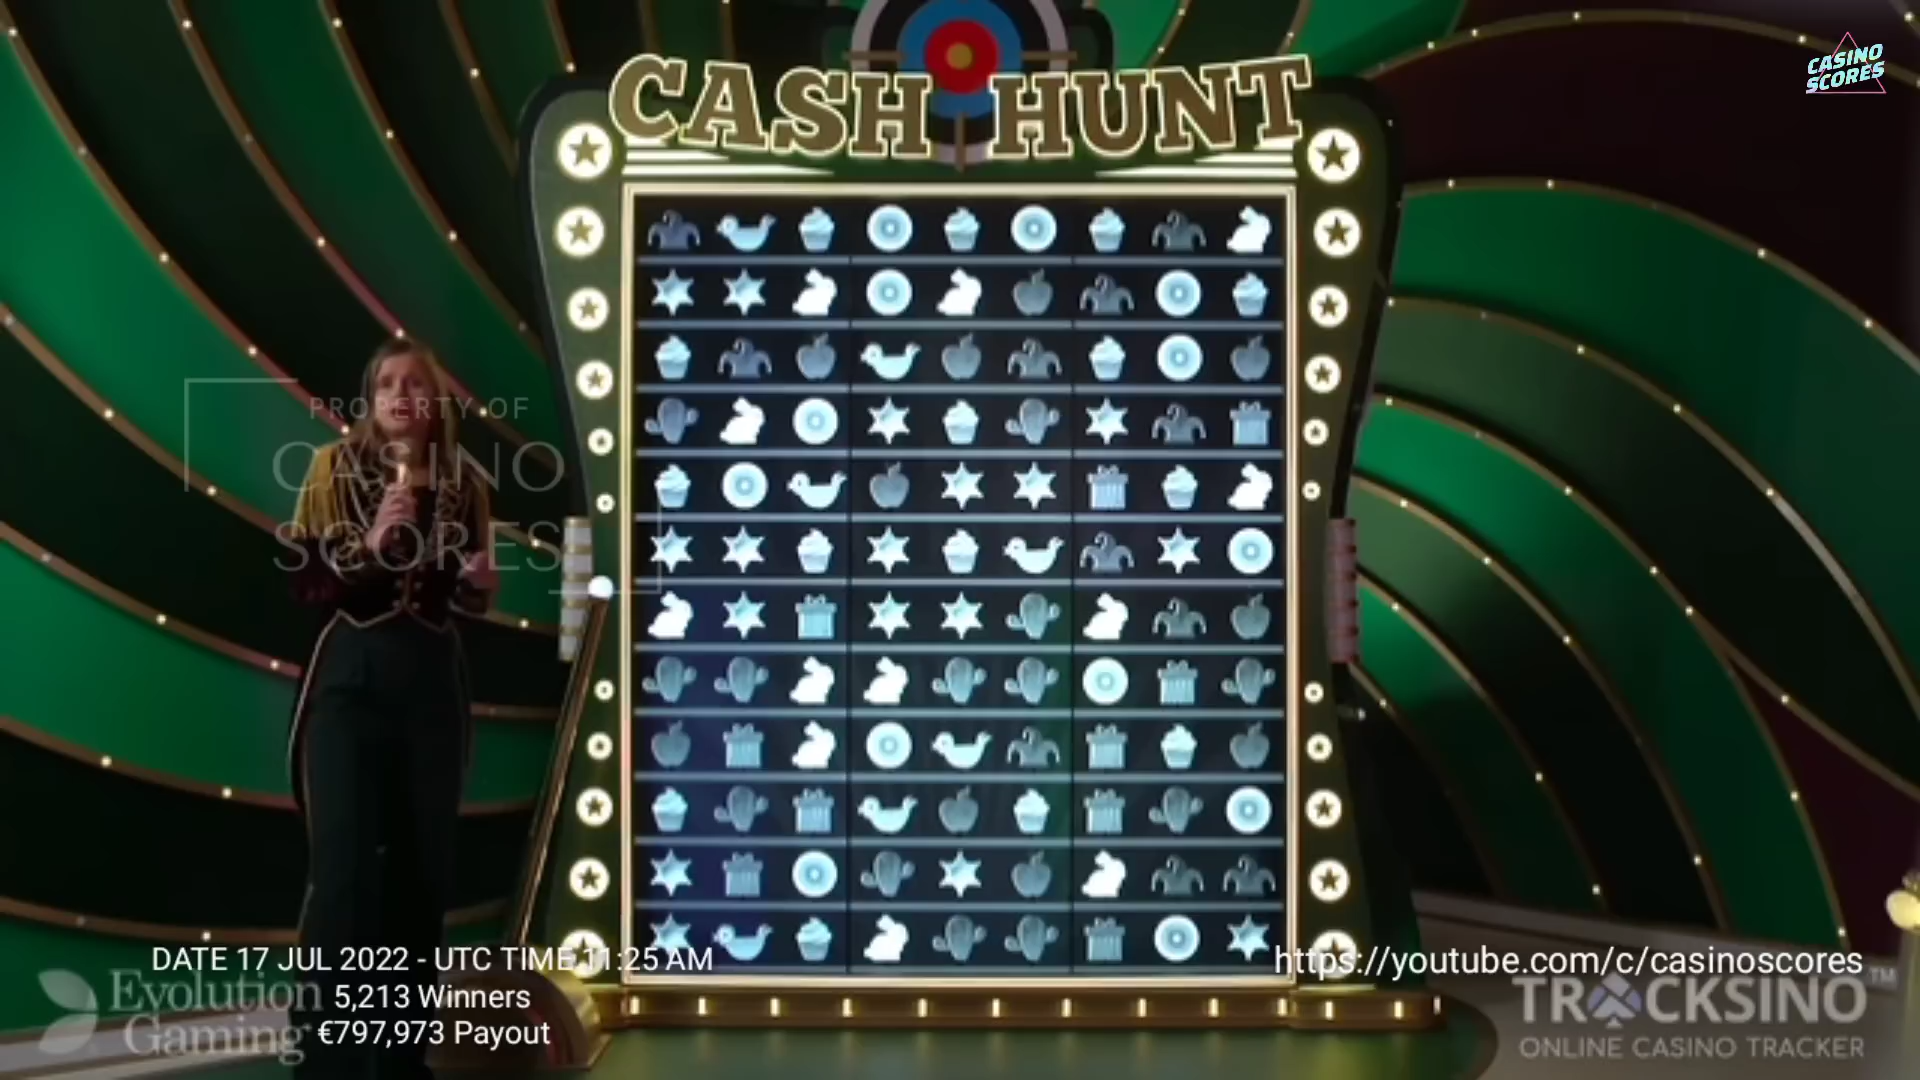 CASINO
SCORES
CASH HUNT
PROPERTY OF
CASINO
SCORES
DATE 17 JUL 2022 - UTC TIME 11:25 AM
5,213 Winners
€797,973 Payout
Evolution
Gaming
https://youtube.com/c/casinoscores
TRACKSINO™
ONLINE CASINO TRACKER